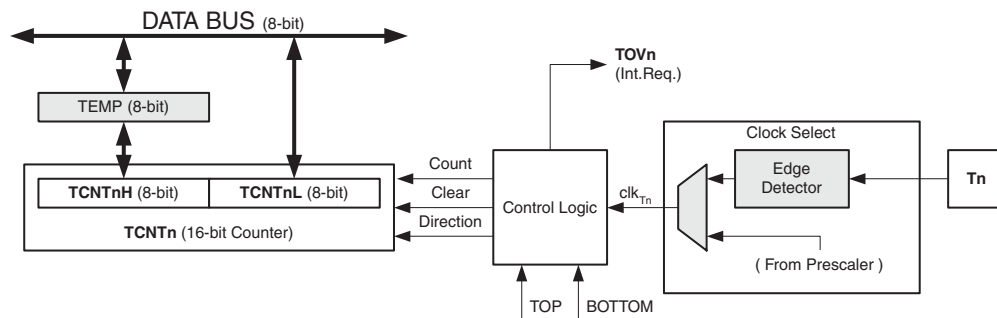 DATA BUS (8-bit)
TOVn
(Int.Req.)
TEMP (8-bit)
Clock Select
Count
Edge
Detector
Tn
TCNTnH (8-bit) TCNTnL (8-bit)
Clear
Control Logic
clkTn
TCNTn (16-bit Counter)
Direction
( From Prescaler )
TOP
BOTTOM